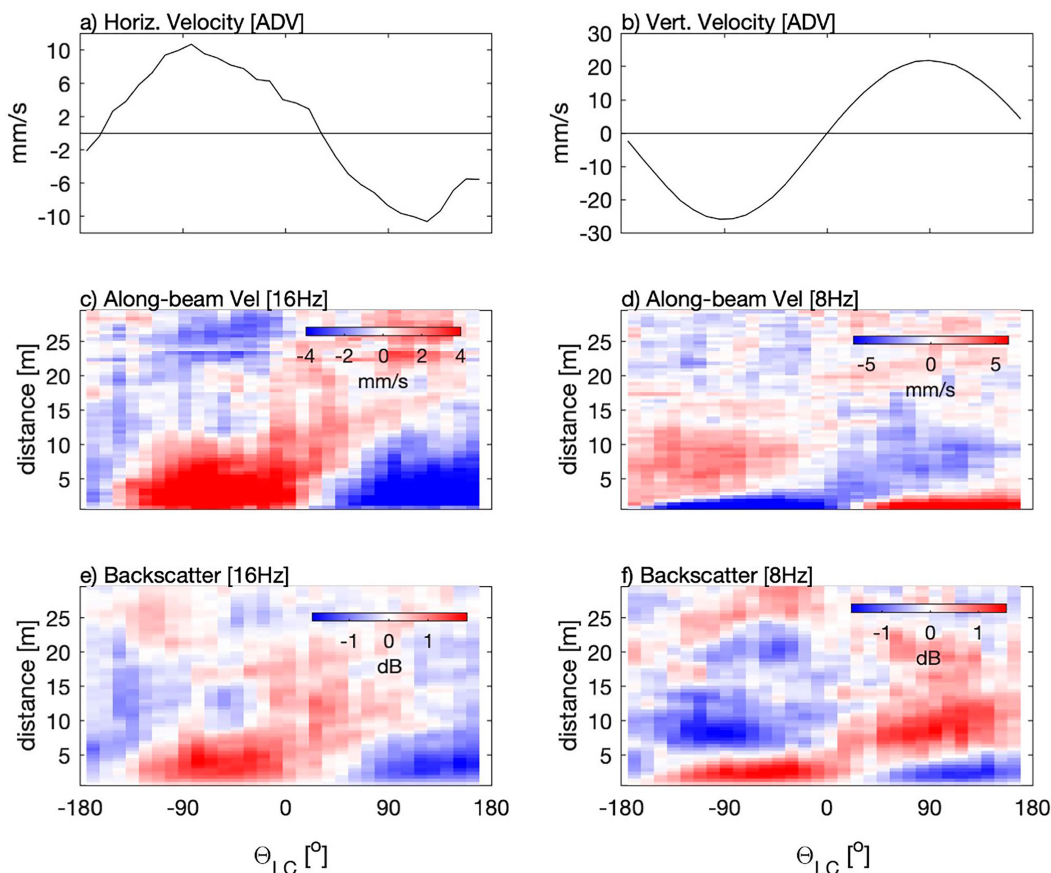 a) Horiz. Velocity [ADV]
10
6
2
-2
-6
-10
mm/s
b) Vert. Velocity [ADV]
30
20
10
0
-10
-20
-30
mm/s
c) Along-beam Vel [16Hz]
25
20
15
10
5
distance [m]
-4 -2 0 2 4
mm/s
d) Along-beam Vel [8Hz]
25
20
15
10
5
distance [m]
-5 0 5
mm/s
e) Backscatter [16Hz]
25
20
15
10
5
distance [m]
-1 0 1
dB
-180 -90 0 90 180
Θ_LC [°]
f) Backscatter [8Hz]
25
20
15
10
5
distance [m]
-1 0 1
dB
-180 -90 0 90 180
Θ_LC [°]